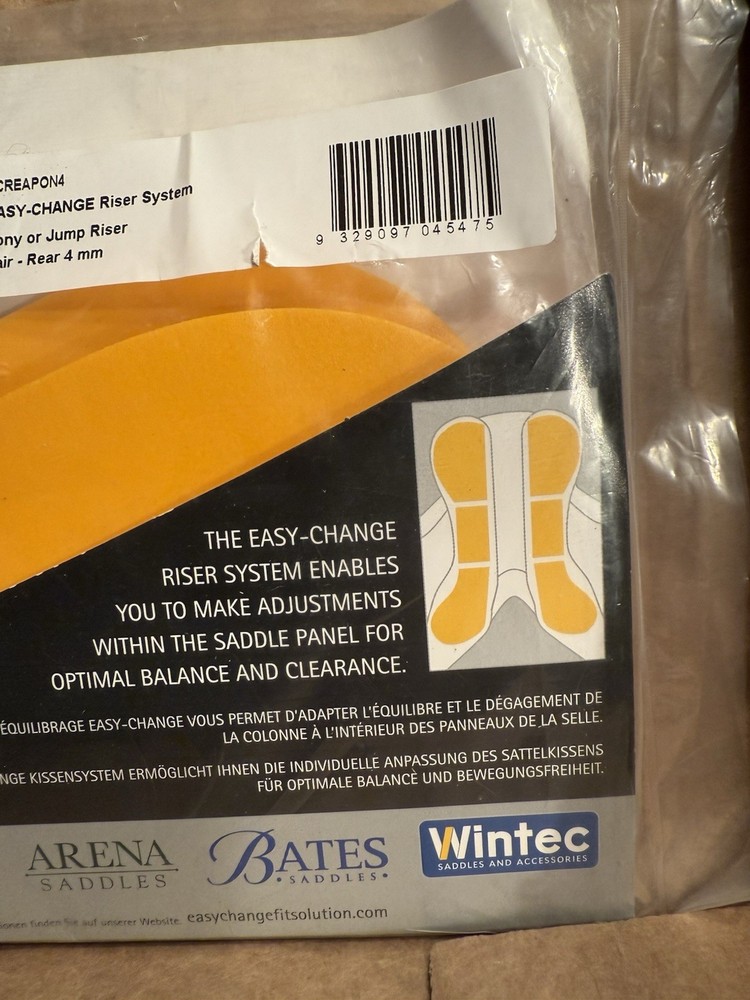 CREAPON4
ASY-CHANGE Riser System
ony or Jump Riser
air - Rear 4 mm
9 329097 045475
THE EASY-CHANGE
RISER SYSTEM ENABLES
YOU TO MAKE ADJUSTMENTS
WITHIN THE SADDLE PANEL FOR
OPTIMAL BALANCE AND CLEARANCE.
ÉQUILIBRAGE EASY-CHANGE VOUS PERMET D'ADAPTER L'ÉQUILIBRE ET LE DÉGAGEMENT DE
LA COLONNE À L'INTÉRIEUR DES PANNEAUX DE LA SELLE.
NGE KISSENSYSTEM ERMÖGLICHT IHNEN DIE INDIVIDUELLE ANPASSUNG DES SATTELKISSENS
FÜR OPTIMALE BALANCE UND BEWEGUNGSFREIHEIT.
ARENA
SADDLES
BATES
SADDLES
Wintec
SADDLES AND ACCESSORIES
ionen finden Sie auf unserer Website easychangefitsolution.com